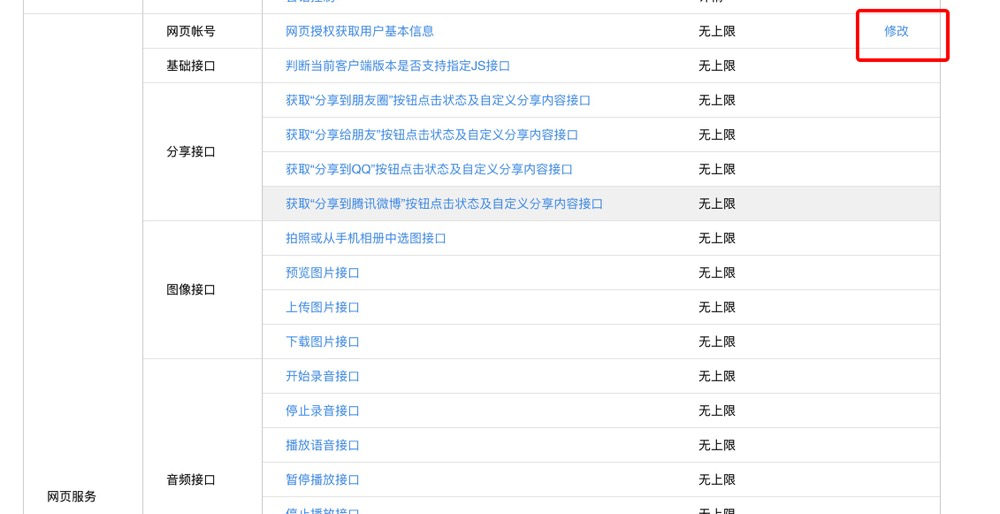 网页帐号 网页授权获取用户基本信息 无上限 修改
基础接口 判断当前客户端版本是否支持指定JS接口 无上限
获取“分享到朋友圈”按钮点击状态及自定义分享内容接口 无上限
获取“分享给朋友”按钮点击状态及自定义分享内容接口 无上限
分享接口
获取“分享到QQ”按钮点击状态及自定义分享内容接口 无上限
获取“分享到腾讯微博”按钮点击状态及自定义分享内容接口 无上限
拍照或从手机相册中选图接口 无上限
预览图片接口 无上限
图像接口
上传图片接口 无上限
下载图片接口 无上限
开始录音接口 无上限
停止录音接口 无上限
播放语音接口 无上限
音频接口 暂停播放接口 无上限
网页服务
停止播放接口 无上限